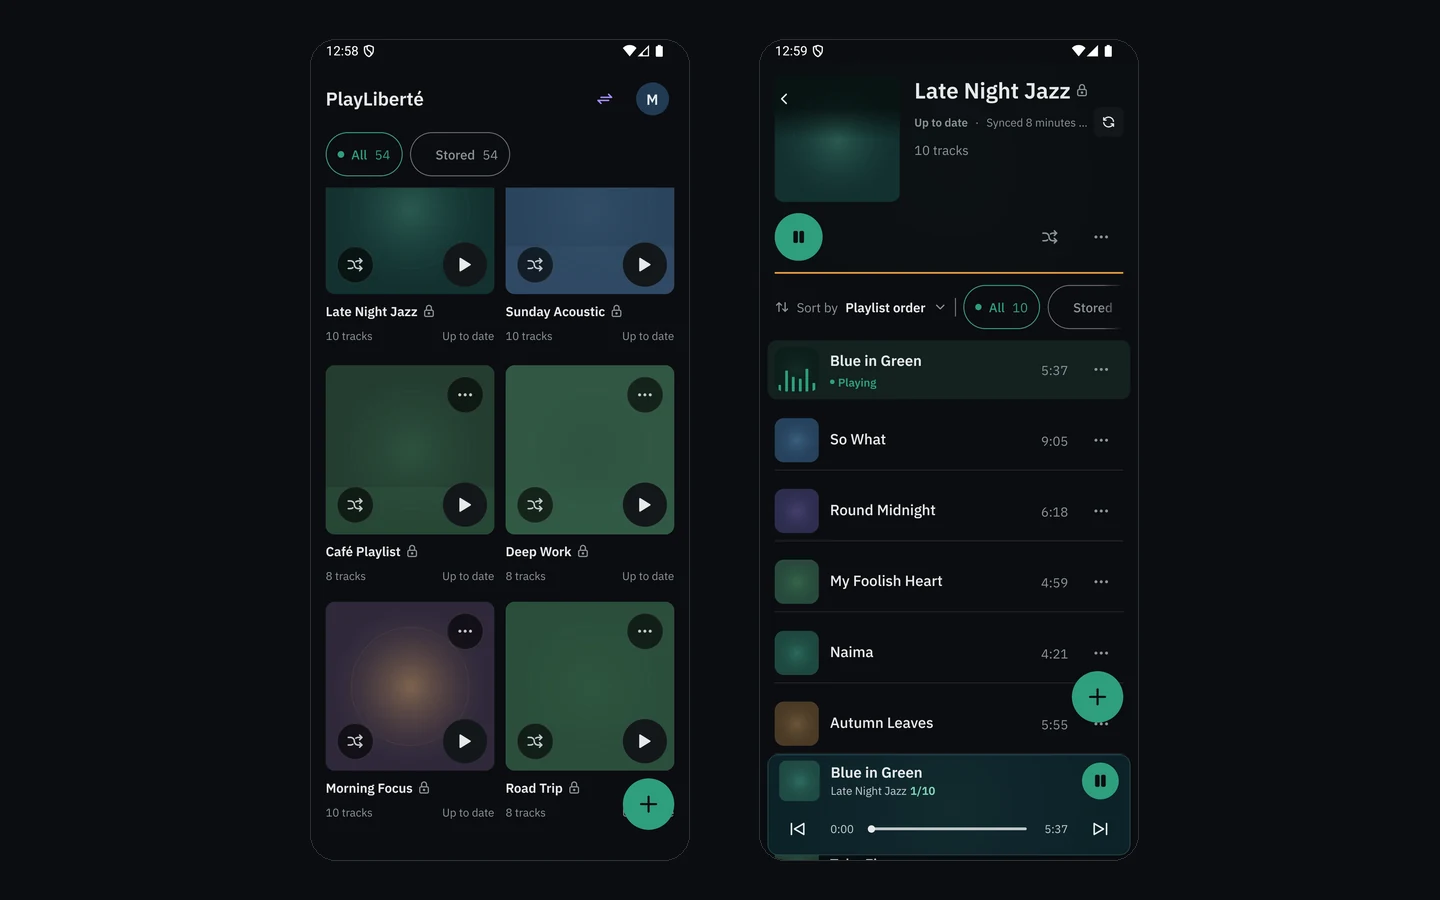 12:58
PlayLiberté
M
All 54
Stored 54
Late Night Jazz
10 tracks
Up to date
Sunday Acoustic
10 tracks
Up to date
Café Playlist
8 tracks
Up to date
Deep Work
8 tracks
Up to date
Morning Focus
10 tracks
Up to date
Road Trip
8 tracks
12:59
Late Night Jazz
Up to date · Synced 8 minutes ...
10 tracks
Sort by Playlist order
All 10
Stored
Blue in Green
Playing
5:37
So What
9:05
Round Midnight
6:18
My Foolish Heart
4:59
Naima
4:21
Autumn Leaves
5:55
Blue in Green
Late Night Jazz 1/10
0:00
5:37